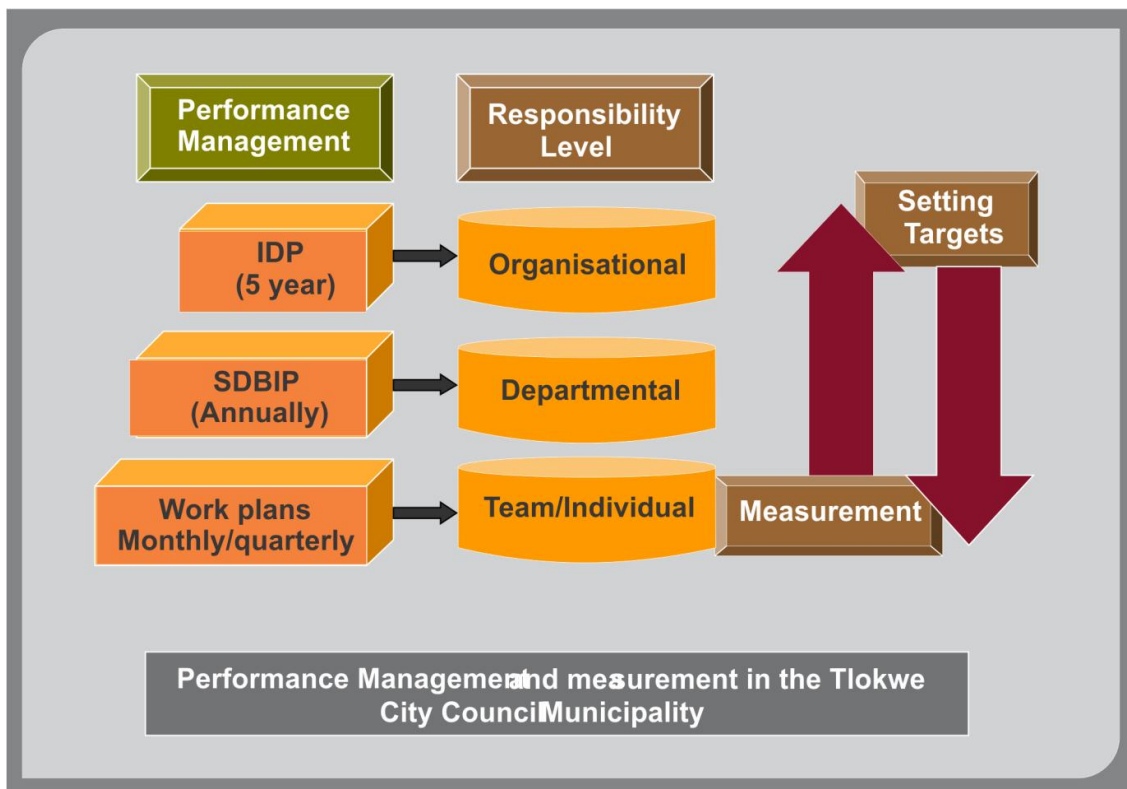 Performance
Management
Responsibility
Level
Setting
Targets
IDP
(5 year)
Organisational
SDBIP
(Annually)
Departmental
Work plans
Monthly/quarterly
Team/Individual
Measurement
Performance Management and measurement in the Tlokwe
City Council Municipality